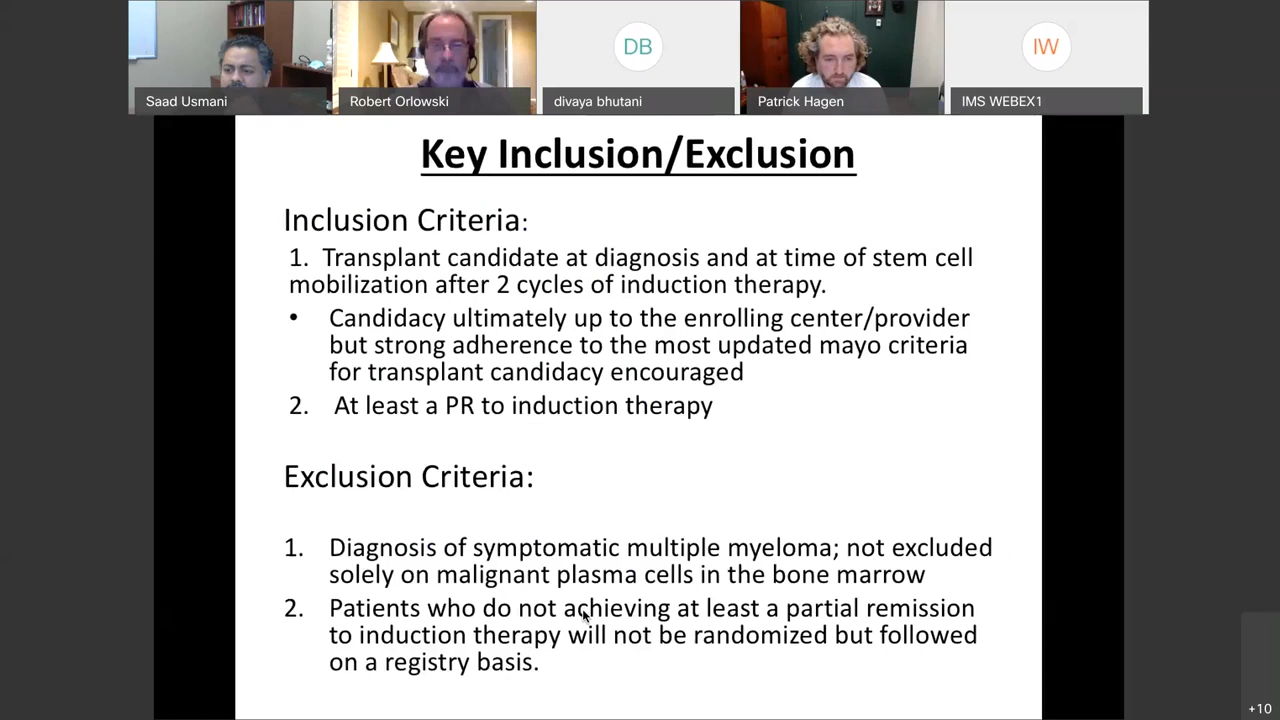 DB
IW
Saad Usmani
Robert Orlowski
divaya bhutani
Patrick Hagen
IMS WEBEX1
Key Inclusion/Exclusion
Inclusion Criteria:
1. Transplant candidate at diagnosis and at time of stem cell
mobilization after 2 cycles of induction therapy.
• Candidacy ultimately up to the enrolling center/provider
but strong adherence to the most updated mayo criteria
for transplant candidacy encouraged
2. At least a PR to induction therapy
Exclusion Criteria:
1. Diagnosis of symptomatic multiple myeloma; not excluded
solely on malignant plasma cells in the bone marrow
2. Patients who do not achieving at least a partial remission
to induction therapy will not be randomized but followed
on a registry basis.
+10